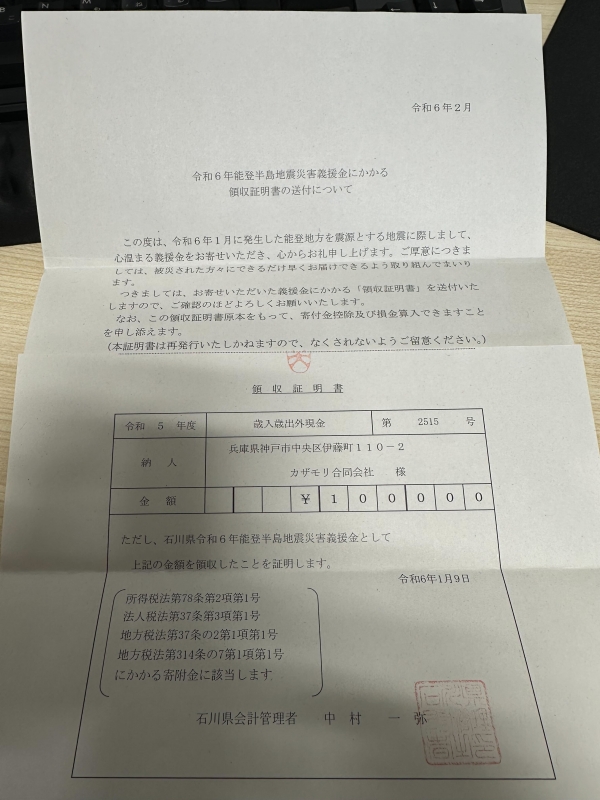 令和６年２月
令和６年能登半島地震災害義援金にかかる
領収証明書の送付について
この度は、令和６年１月に発生した能登地方を震源とする地震に際しまして、
心温まる義援金をお寄せいただき、心からお礼申し上げます。ご厚意につきま
しては、被災された方々にできるだけ早くお届けできるよう取り組んでまいり
ます。
つきましては、お寄せいただいた義援金にかかる「領収証明書」を送付いた
しますので、ご確認のほどよろしくお願いいたします。
なお、この領収証明書原本をもって、寄付金控除及び損金算入できますこと
を申し添えます。
（本証明書は再発行いたしかねますので、なくされないようご留意ください。）
領 収 証 明 書
令和 ５ 年度 歳入歳出外現金 第 2515 号
納 人 兵庫県神戸市中央区伊藤町１１０－２
カザモリ合同会社 様
金 額 ￥ 1 0 0 0 0 0
ただし、石川県令和６年能登半島地震災害義援金として
上記の金額を領収したことを証明します。
令和6年1月9日
所得税法第78条第2項第1号
法人税法第37条第3項第1号
地方税法第37条の2第1項第1号
地方税法第314条の7第1項第1号
にかかる寄附金に該当します
石川県会計管理者 中 村 一 弥